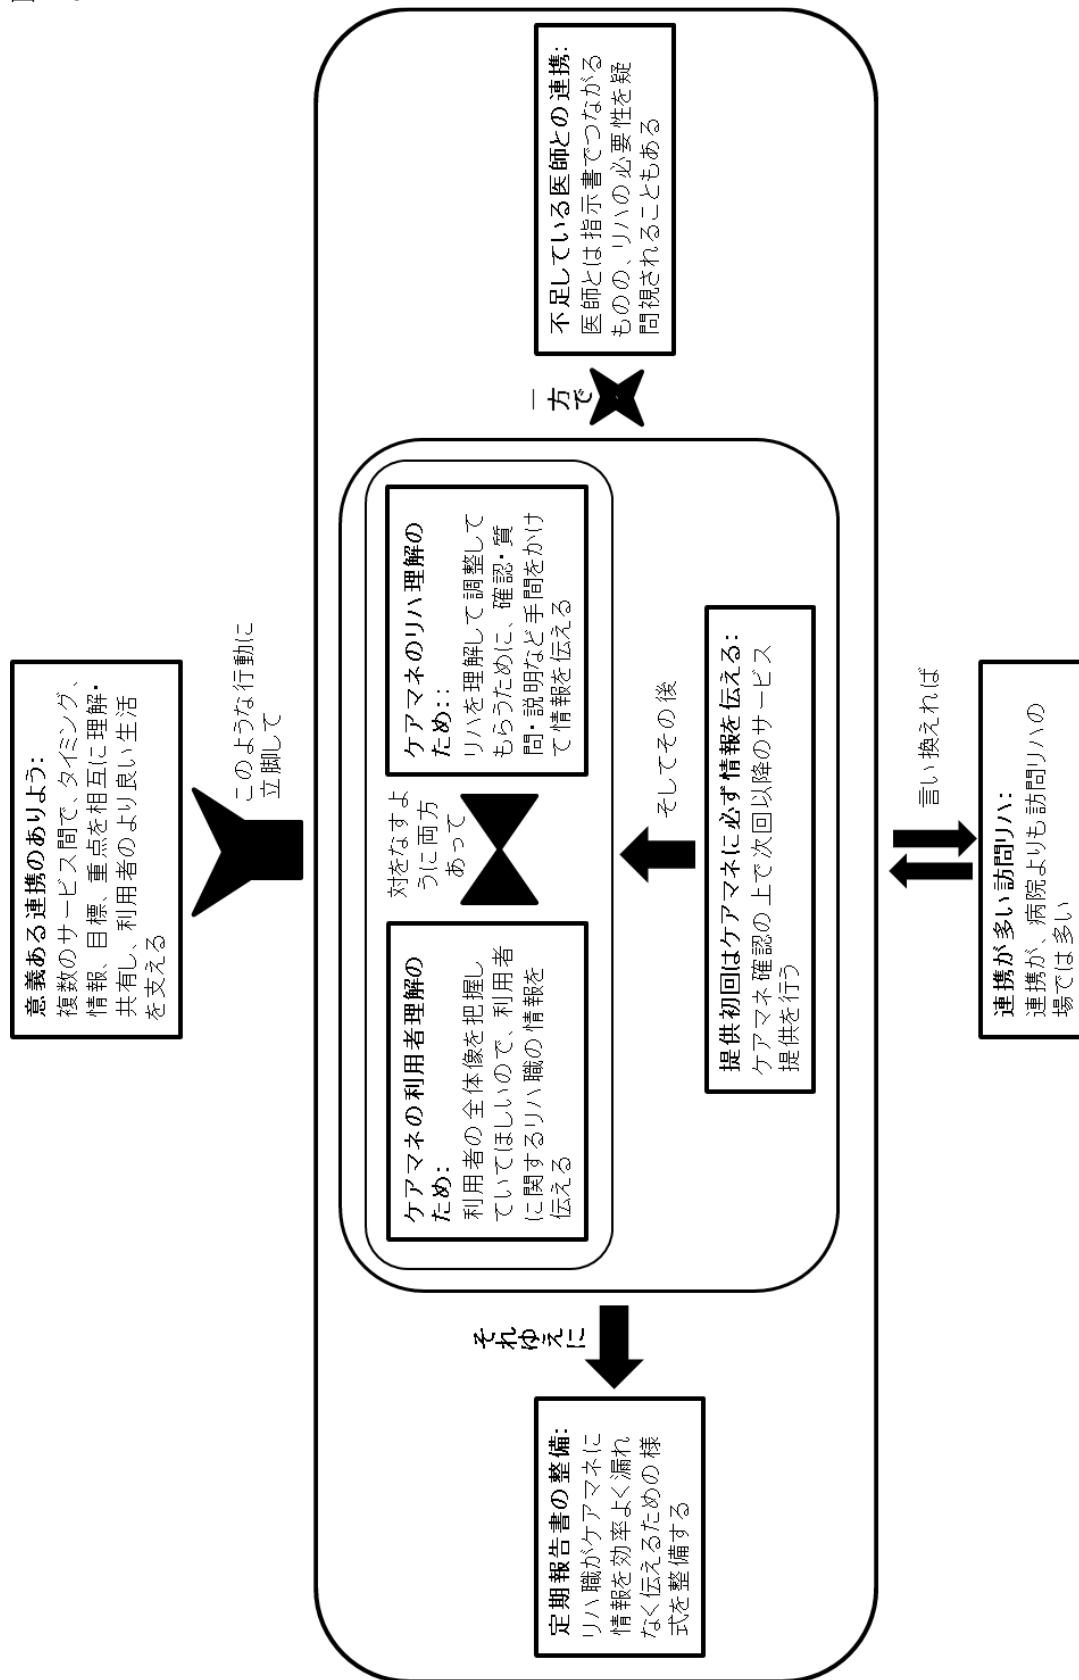 意義ある連携のありよう:
複数のサービス間で、タイミング、
情報、目標、重点を相互に理解・
共有し、利用者のより良い生活
を支える
このような行動に
立脚して
定期報告書の整備:
リハ職がケアマネに
情報を効率よく漏れ
なく伝えるための様
式を整備する
それゆえに
ケアマネの利用者理解の
ため:
利用者の全体像を把握し
ていてほしいので、利用者
に関するリハ職の情報を
伝える
対をなすよ
うに両方
あって
ケアマネのリハ理解の
ため::
リハを理解して調整して
もらうために、確認・質
問・説明など手間をかけ
て情報を伝える
一方で
不足している医師との連携:
医師とは指示書でつながる
ものの、リハの必要性を疑
問視されることもある
そしてその後
提供初回はケアマネに必ず情報を伝える:
ケアマネ確認の上で次回以降のサービス
提供を行う
言い換えれば
連携が多い訪問リハ:
連携が、病院よりも訪問リハの
場では多い